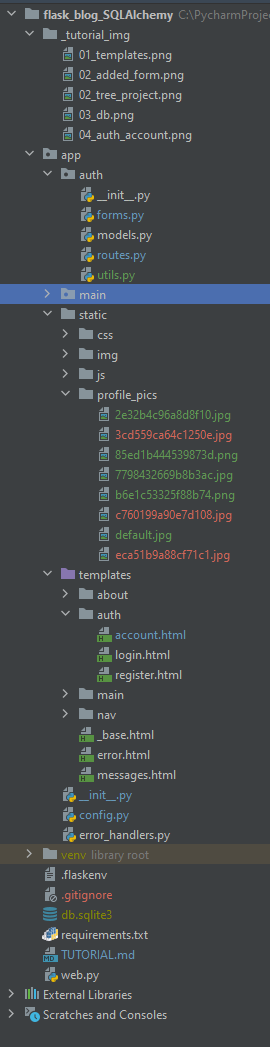 flask_blog_SQLAlchemy C:\PycharmProje
_tutorial_img
01_templates.png
02_added_form.png
02_tree_project.png
03_db.png
04_auth_account.png
app
auth
__init__.py
forms.py
models.py
routes.py
utils.py
main
static
css
img
js
profile_pics
2e32b4c96a8d8f10.jpg
3cd559ca64c1250e.jpg
85ed1b444539873d.png
7798432669b8b3ac.jpg
b6e1c53325f88b74.png
c760199a90e7d108.jpg
default.jpg
eca51b9a88cf71c1.jpg
templates
about
auth
account.html
login.html
register.html
main
nav
_base.html
error.html
messages.html
__init__.py
config.py
error_handlers.py
venv library root
.flaskenv
.gitignore
db.sqlite3
requirements.txt
TUTORIAL.md
web.py
External Libraries
Scratches and Consoles